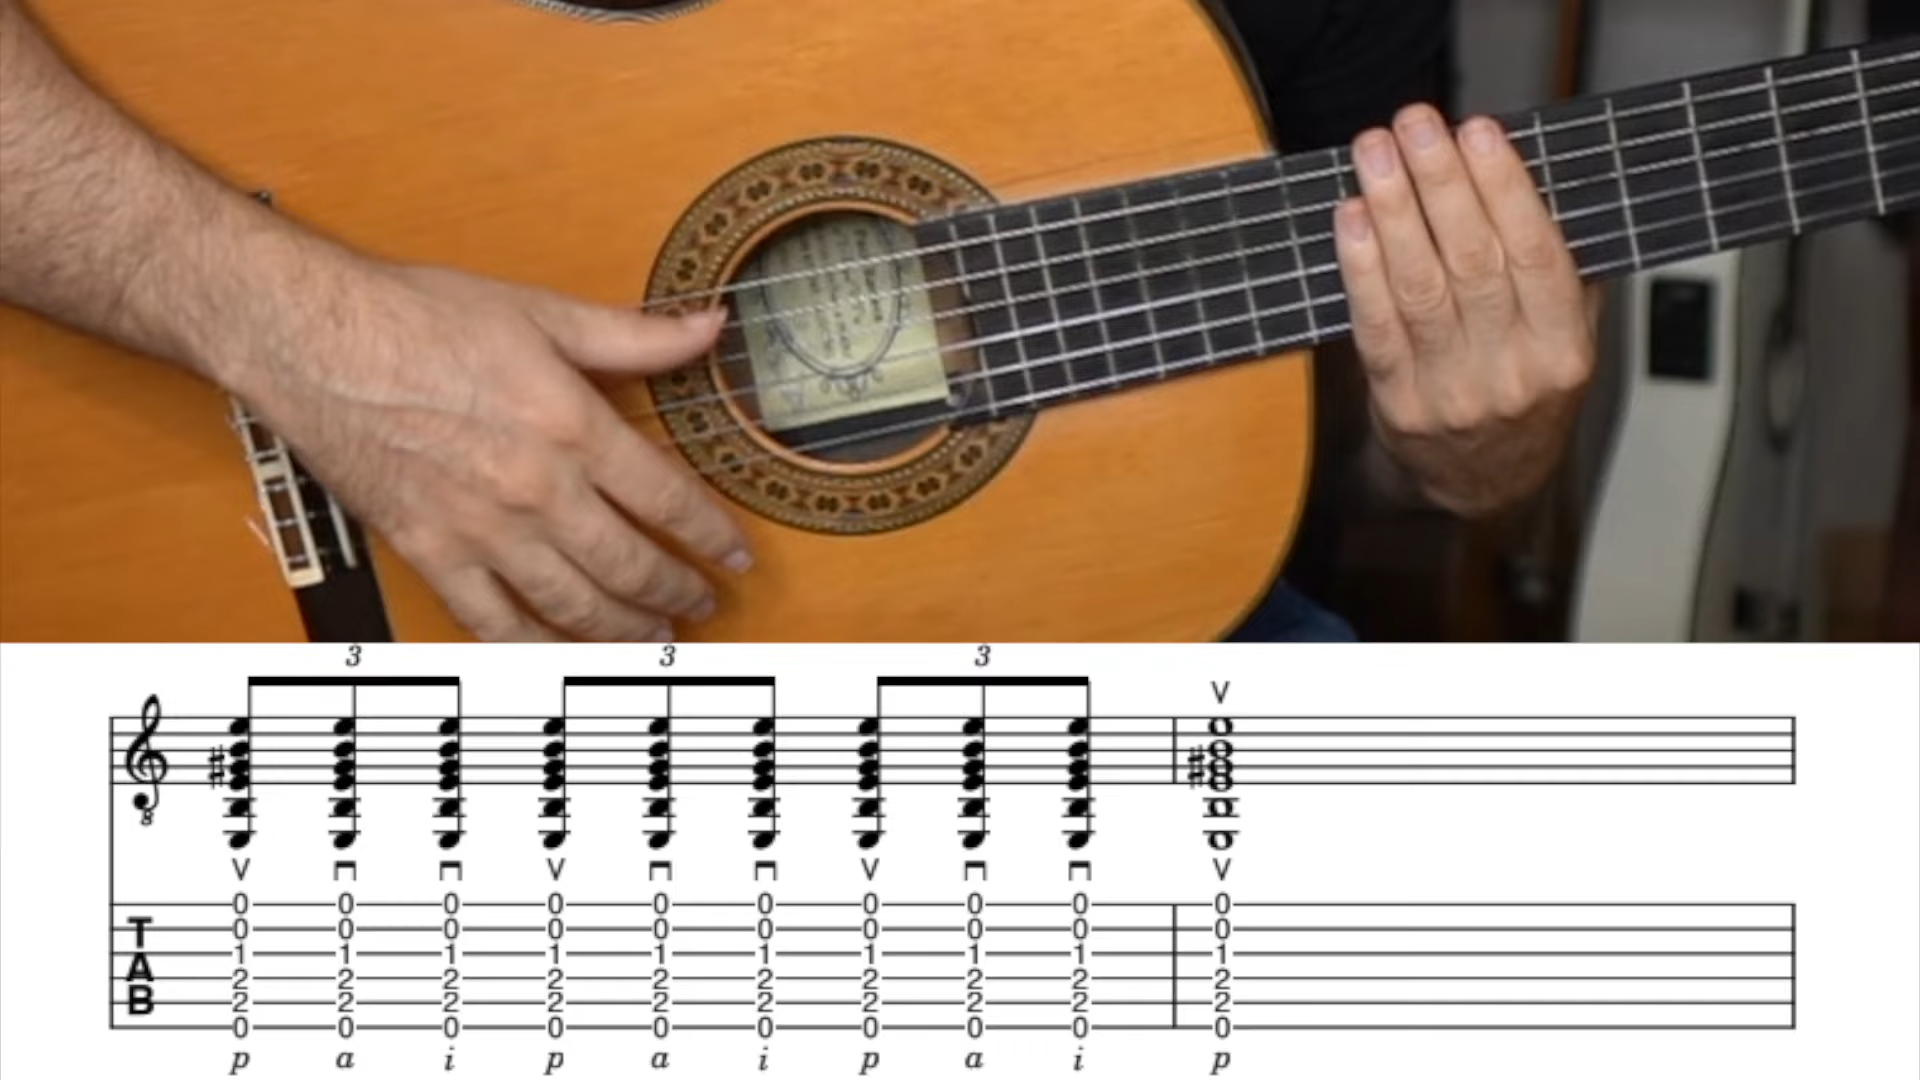 3 3 3
V
8
V V V V
0 0 0 0 0 0 0 0 0 0
T 0 0 0 0 0 0 0 0 0 0
1 1 1 1 1 1 1 1 1 1
A 2 2 2 2 2 2 2 2 2 2
B 2 2 2 2 2 2 2 2 2 2
0 0 0 0 0 0 0 0 0 0
p a i p a i p a i p